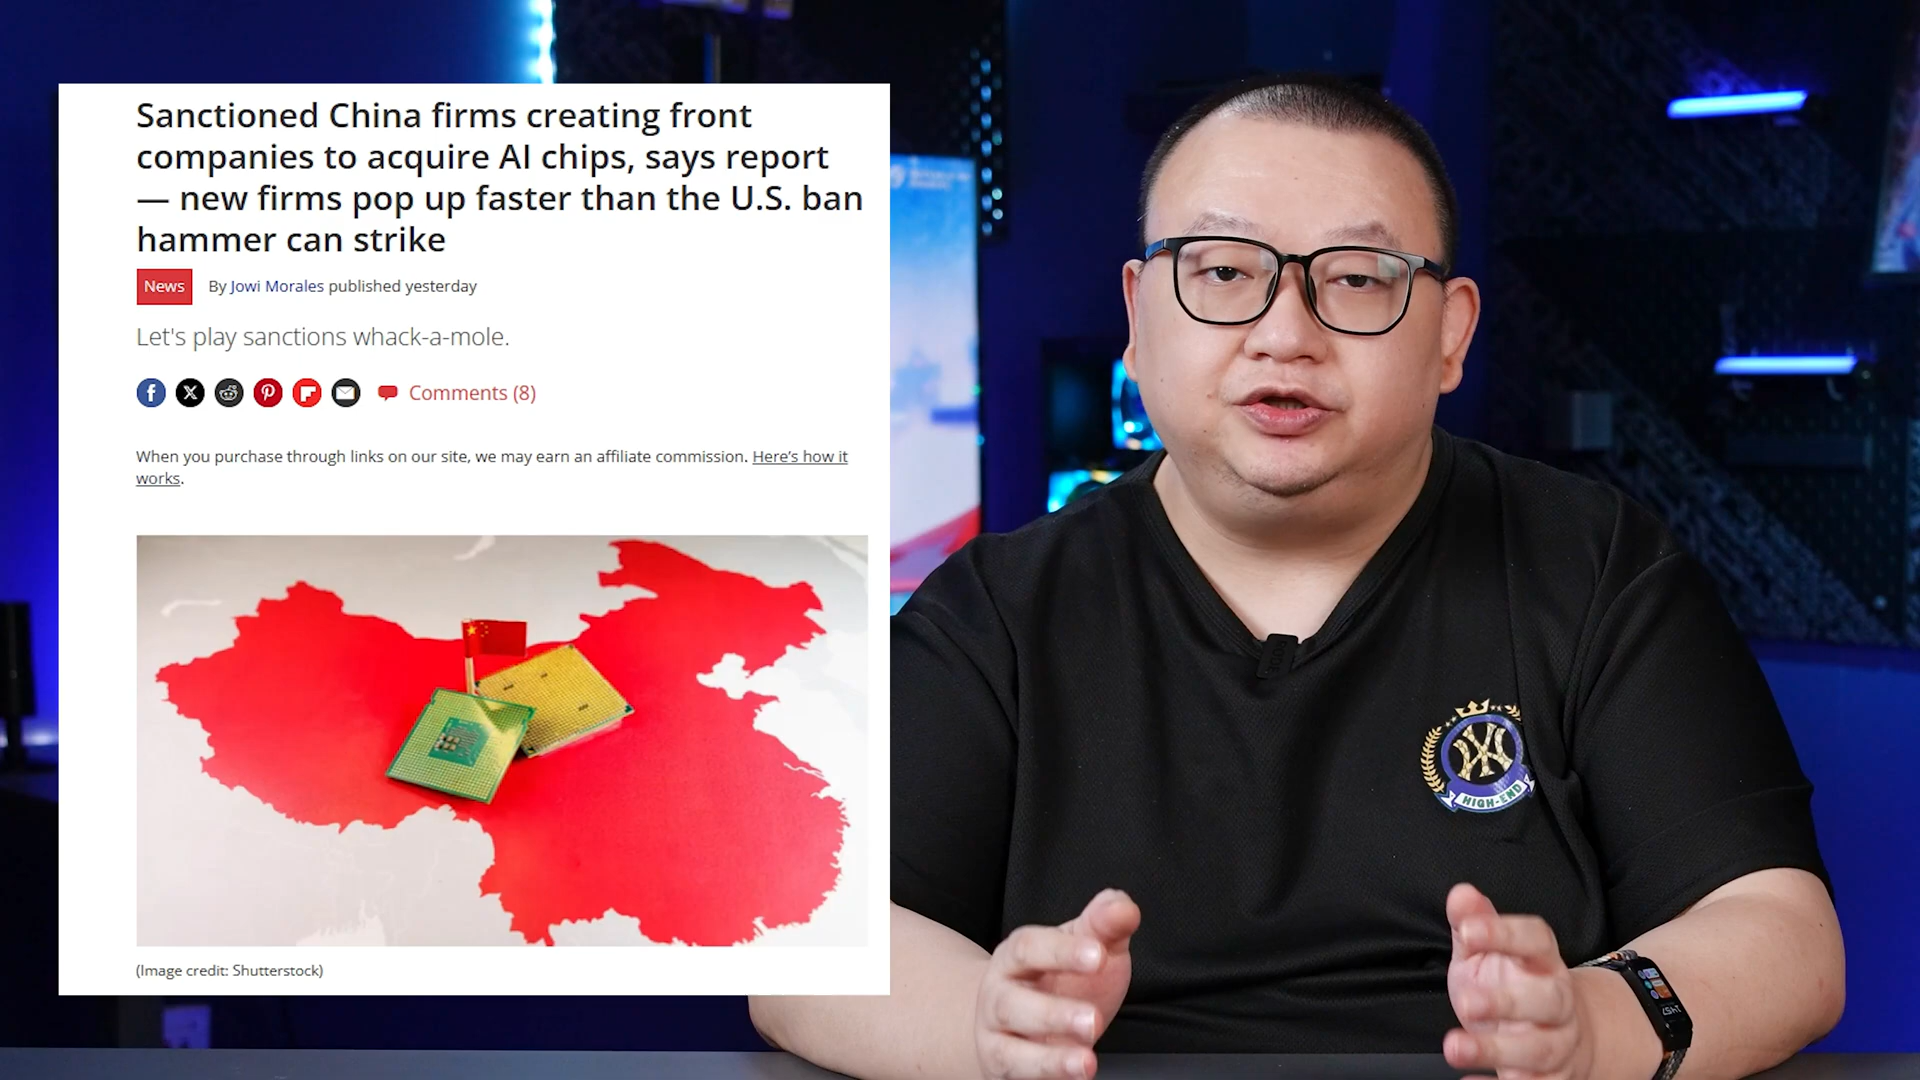 Sanctioned China firms creating front
companies to acquire AI chips, says report
— new firms pop up faster than the U.S. ban
hammer can strike
News By Jowi Morales published yesterday
Let's play sanctions whack-a-mole.
Comments (8)
When you purchase through links on our site, we may earn an affiliate commission. Here's how it
works.
(Image credit: Shutterstock)
HIGH-END